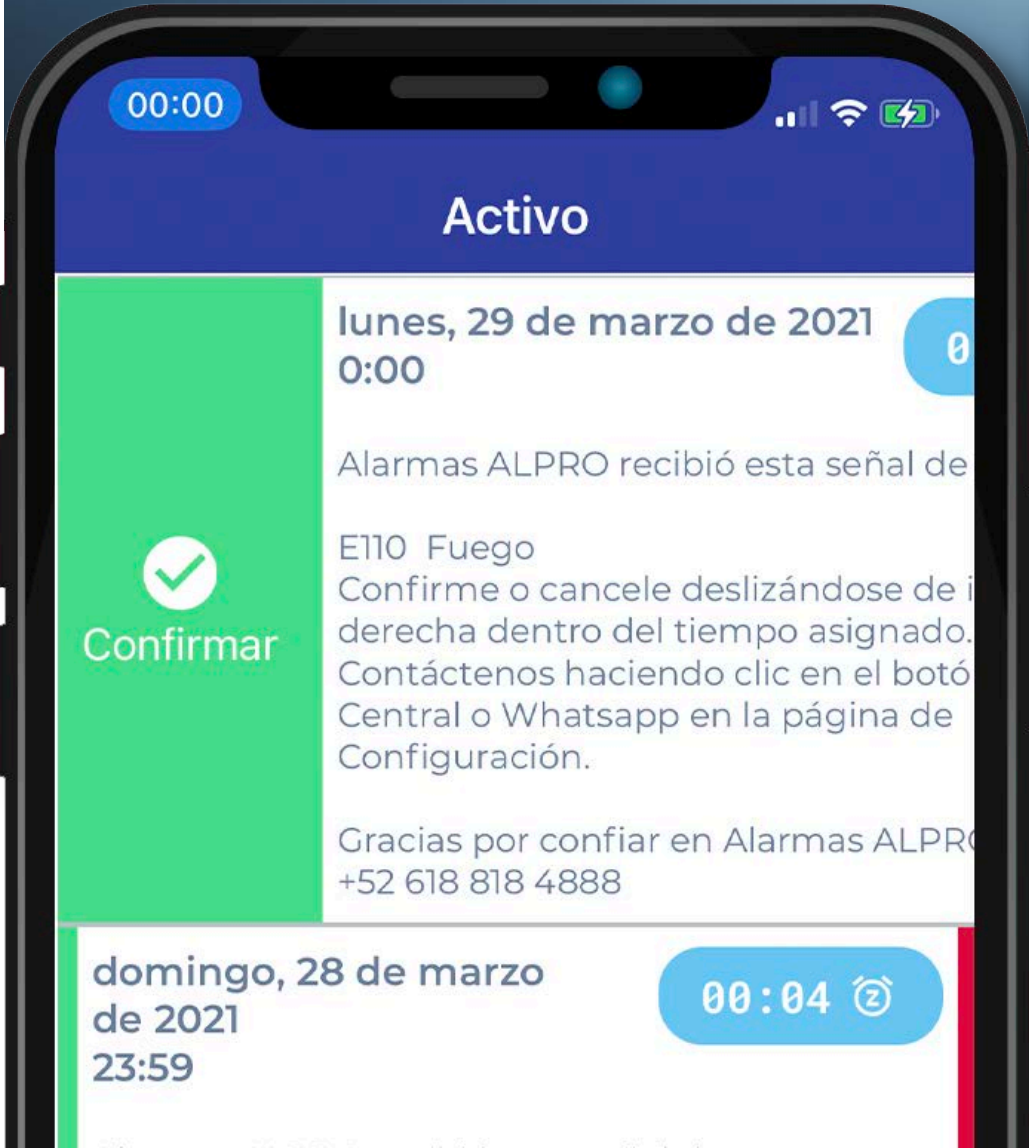 00:00
Activo
lunes, 29 de marzo de 2021
0:00
Alarmas ALPRO recibió esta señal de
E110 Fuego
Confirme o cancele deslizándose de
derecha dentro del tiempo asignado.
Contáctenos haciendo clic en el
Central o Whatsapp en la página de
Configuración.
Gracias por confiar en Alarmas
+52 618 818 4888
Confirmar
domingo, 28 de marzo
de 2021
23:59
00:04